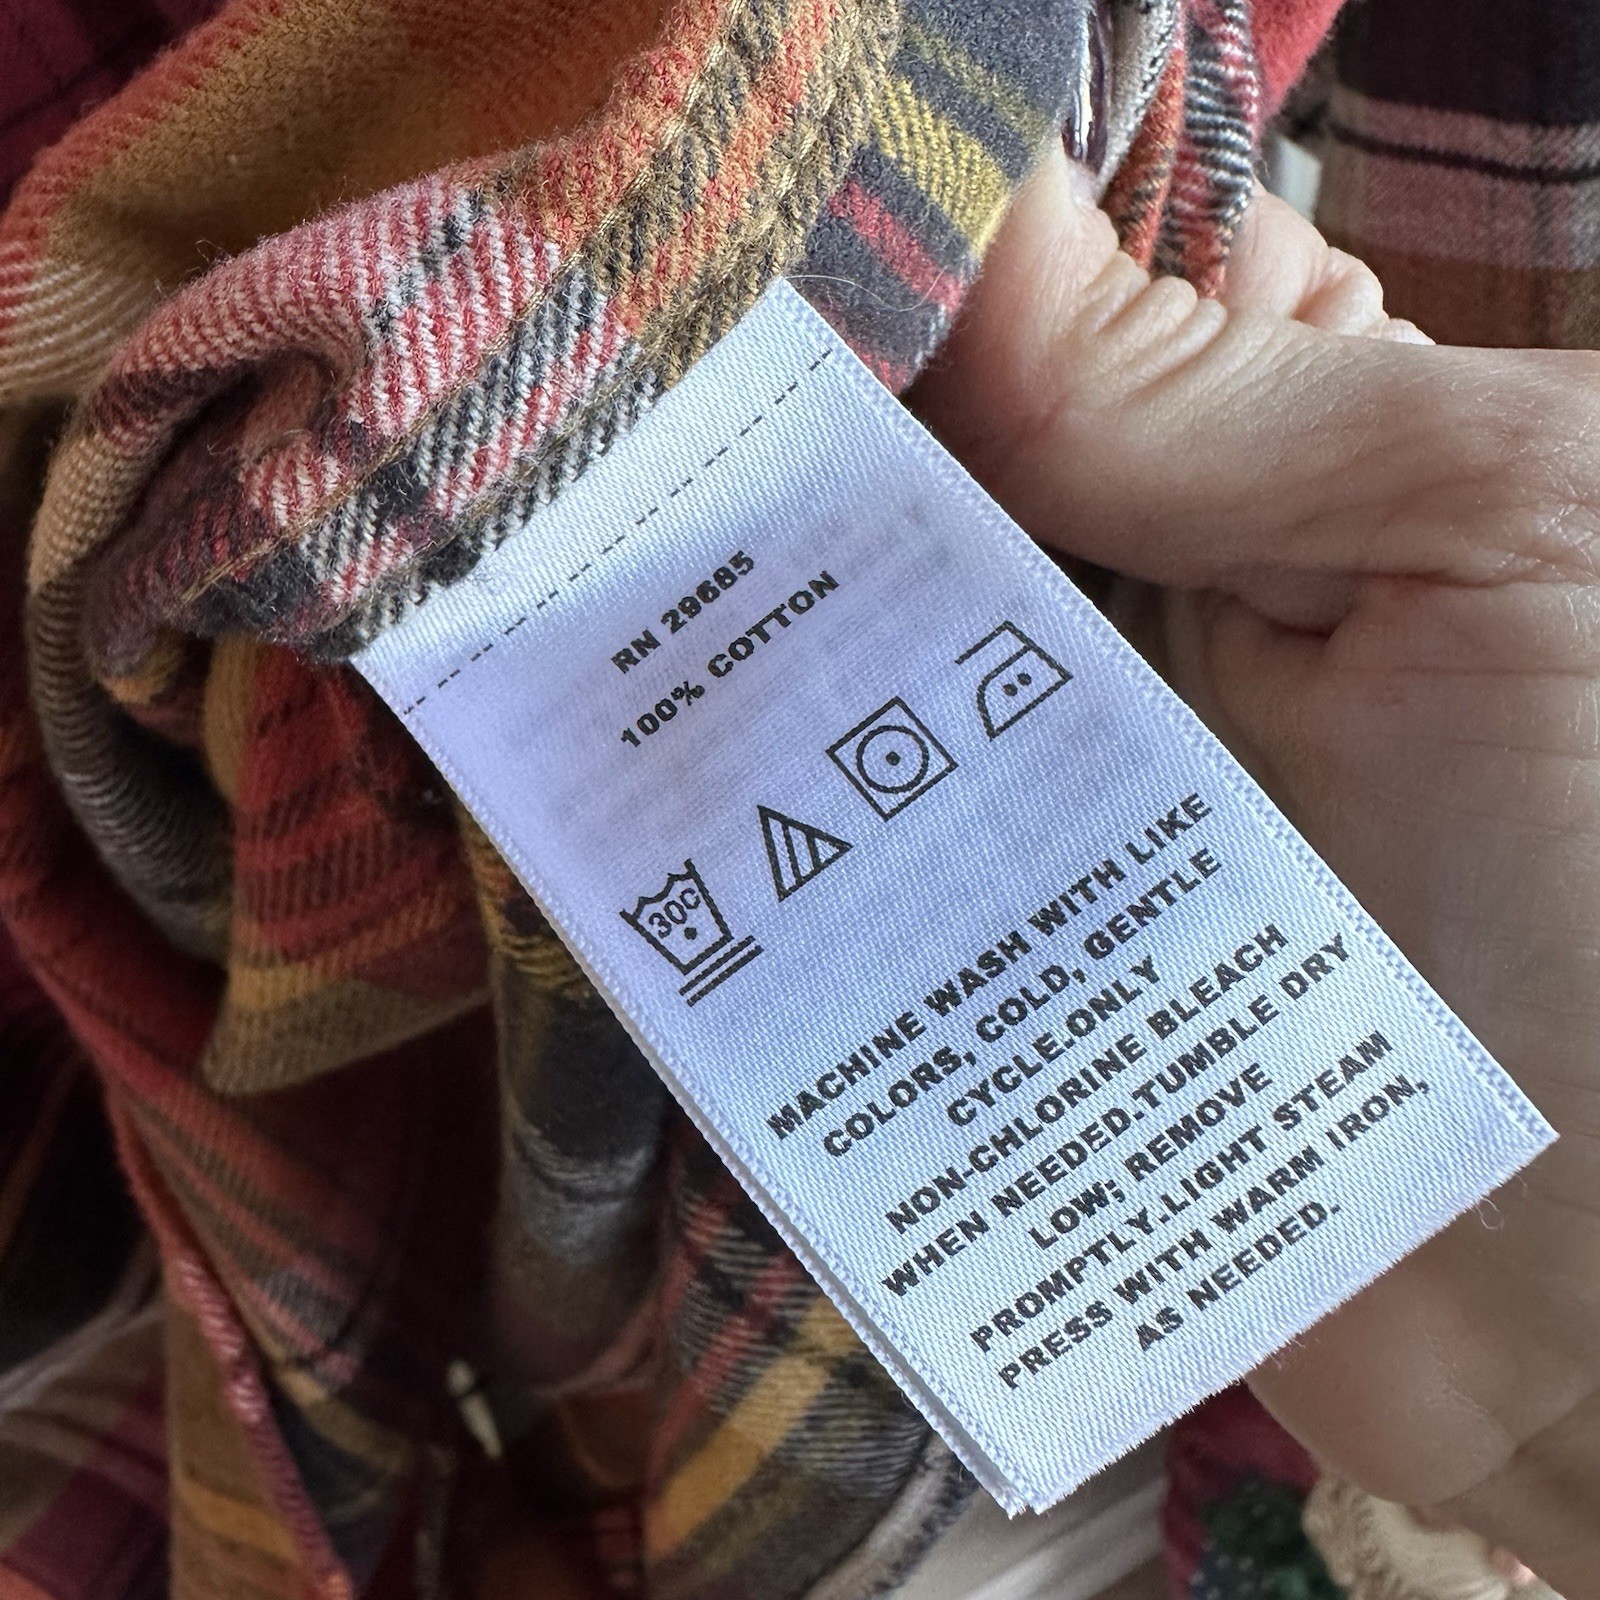 RN 29685
100% COTTON
30C
MACHINE WASH WITH LIKE
COLORS, COLD, GENTLE
CYCLE.ONLY
NON-CHLORINE BLEACH
WHEN NEEDED.TUMBLE DRY
LOW; REMOVE
PROMPTLY.LIGHT STEAM
PRESS WITH WARM IRON,
AS NEEDED.